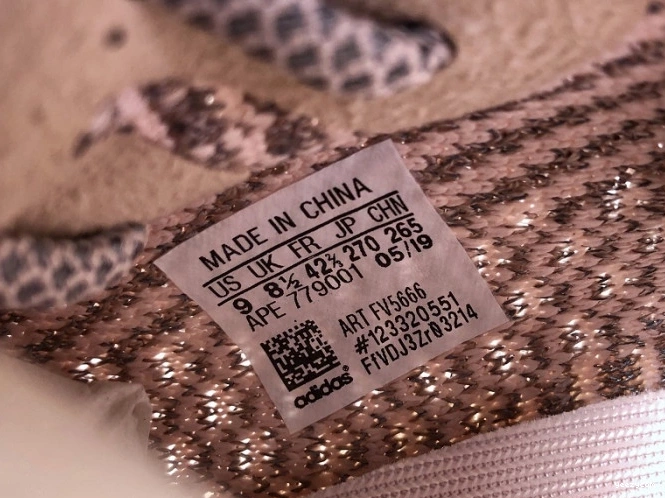 MADE IN CHINA
US UK FR JP CHN
9 8½ 42⅔ 270 265
APE 779001 05/19
ART FV5666
#123320551
F1VDJJ3Zr03214
adidas®